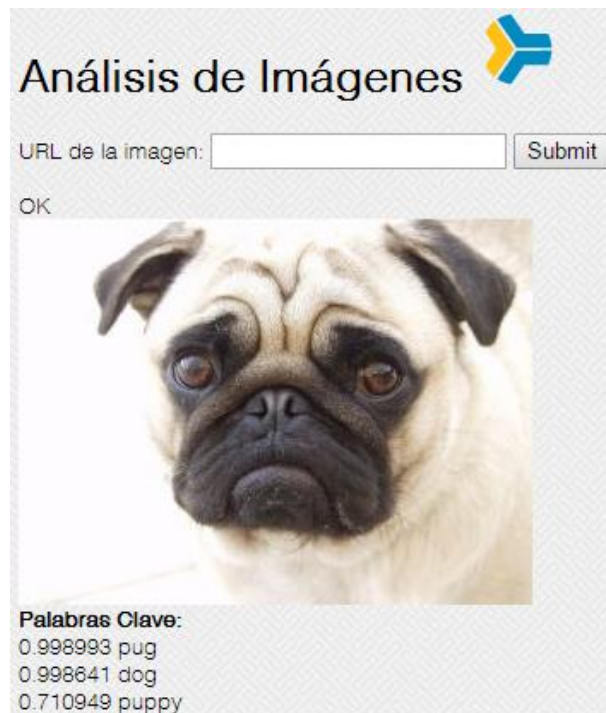 Análisis de Imágenes
URL de la imagen: Submit
OK
Palabras Clave:
0.998993 pug
0.998641 dog
0.710949 puppy